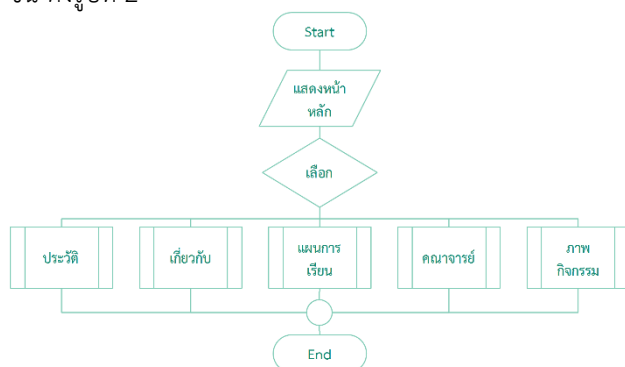 Start
แสดงหน้า
หลัก
เลือก
ประวัติ
เกี่ยวกับ
แผนการ
เรียน
คณาจารย์
ภาพ
กิจกรรม
End